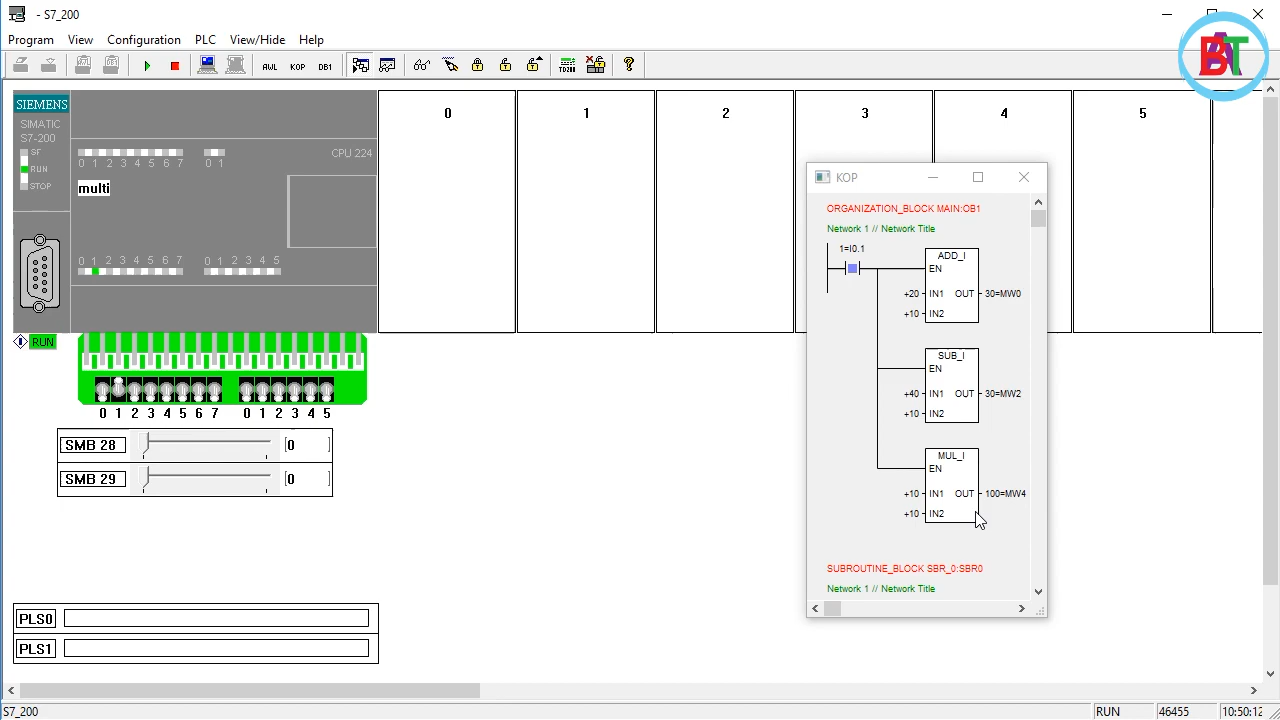 - S7_200
BAT
Program View Configuration PLC View/Hide Help
AWL KOP DB1 TD200 ?
SIEMENS
SIMATIC
S7-200
SF
RUN
STOP
0 1 2 3 4 5 6 7 0 1
CPU 224
multi
0 1 2 3 4 5 6 7 0 1 2 3 4 5
0 1 2 3 4 5
RUN
0 1 2 3 4 5 6 7 0 1 2 3 4 5
SMB 28 [0 ]
SMB 29 [0 ]
PLS0
PLS1
KOP
ORGANIZATION_BLOCK MAIN:OB1
Network 1 // Network Title
1=I0.1
ADD_I
EN
+20 IN1 OUT 30=MW0
+10 IN2
SUB_I
EN
+40 IN1 OUT 30=MW2
+10 IN2
MUL_I
EN
+10 IN1 OUT 100=MW4
+10 IN2
SUBROUTINE_BLOCK SBR_0:SBR0
Network 1 // Network Title
S7_200 RUN 46455 10:50:12